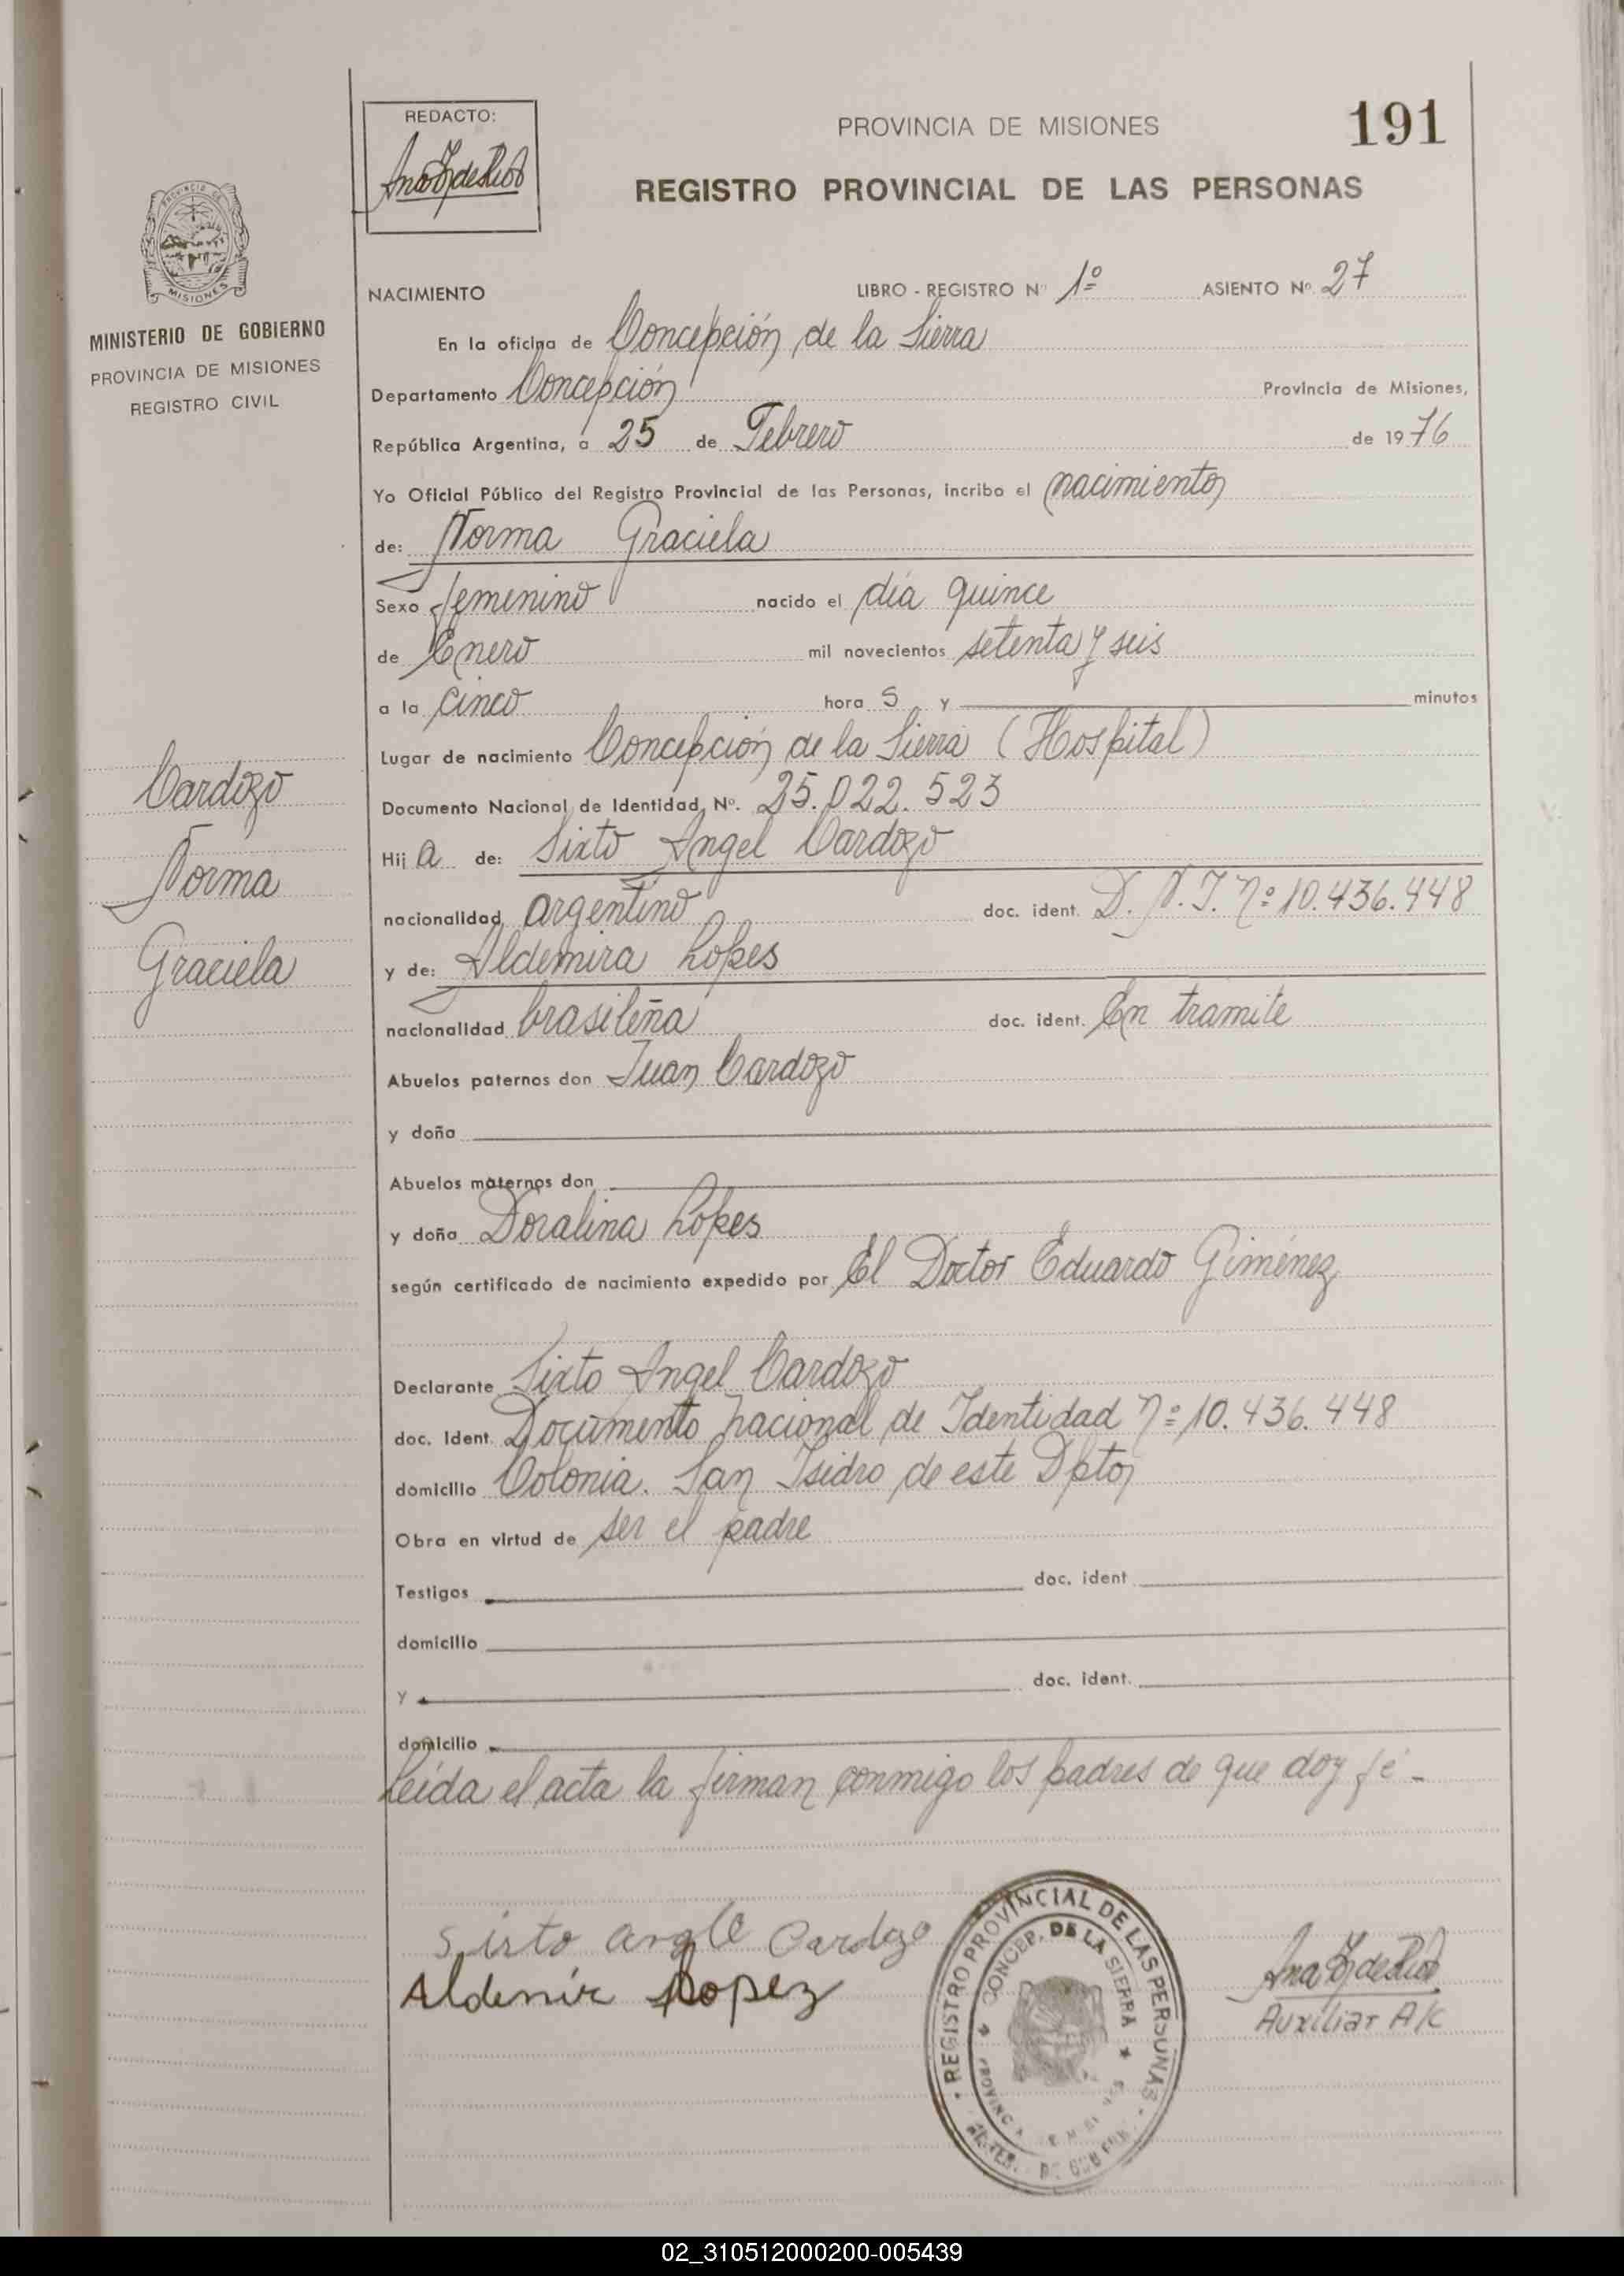 191
REDACTO:
PROVINCIA DE MISIONES
REGISTRO PROVINCIAL DE LAS PERSONAS
MISIONES
MINISTERIO DE GOBIERNO
PROVINCIA DE MISIONES
REGISTRO CIVIL
Cardozo
Norma
Graciela
NACIMIENTO LIBRO - REGISTRO Nº 1º ASIENTO Nº 27
En la oficina de Concepción de la Sierra
Departamento Concepción Provincia de Misiones,
República Argentina, a 25 de Febrero de 1976
Yo Oficial Público del Registro Provincial de las Personas, incribo el nacimiento
de: Norma Graciela
Sexo femenino nacido el día quince
de Enero mil novecientos setenta y seis
a la cinco hora 5 y minutos
Lugar de nacimiento Concepción de la Sierra (Hospital)
Documento Nacional de Identidad Nº. 25.022.523
Hij a de: Sixto Angel Cardozo
nacionalidad argentino doc. ident. D.N.I. Nº 10.436.448
y de: Aldemira Lopes
nacionalidad brasileña doc. ident. En tramite
Abuelos paternos don Juan Cardozo
y doña
Abuelos maternos don
y doña Doralina Lopes
según certificado de nacimiento expedido por El Doctor Eduardo Giménez
Declarante Sixto Angel Cardozo
doc. Ident. Documento nacional de Identidad Nº 10.436.448
domicilio Colonia. San Isidro de este Dpto
Obra en virtud de ser el padre
Testigos doc. ident
domicilio
y doc. ident.
domicilio
Leída el acta la firman conmigo los padres de que doy fé -
Sisto angle Cardozo
Aldemir Lopez
REGISTRO PROVINCIAL DE LAS PERSONAS
CONCEP. DE LA SIERRA
Auxiliar A/C
02_310512000200-005439